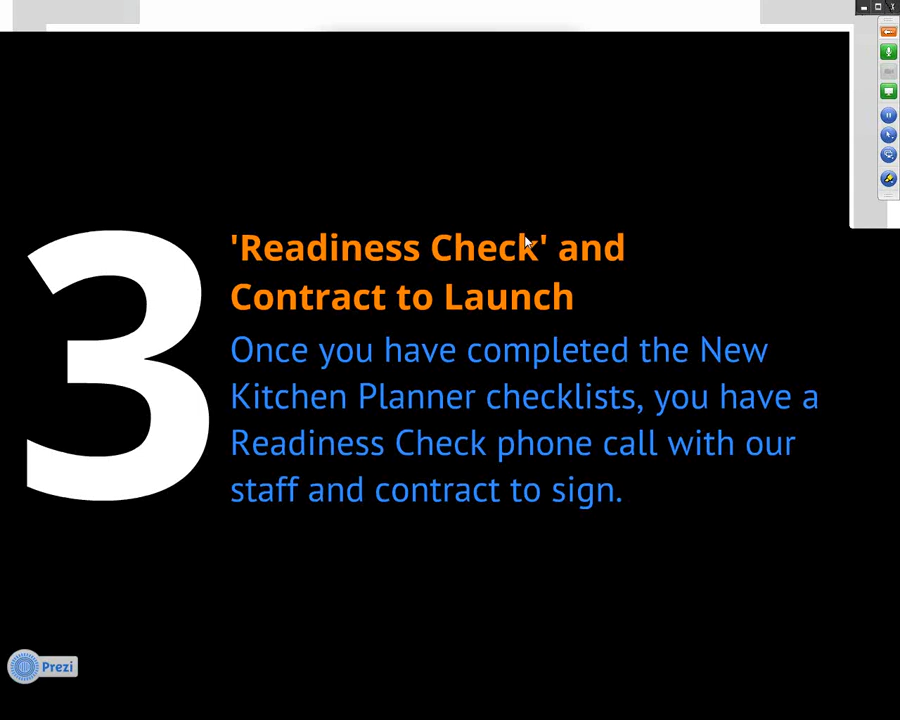 3
'Readiness Check' and
Contract to Launch
Once you have completed the New
Kitchen Planner checklists, you have a
Readiness Check phone call with our
staff and contract to sign.
Prezi